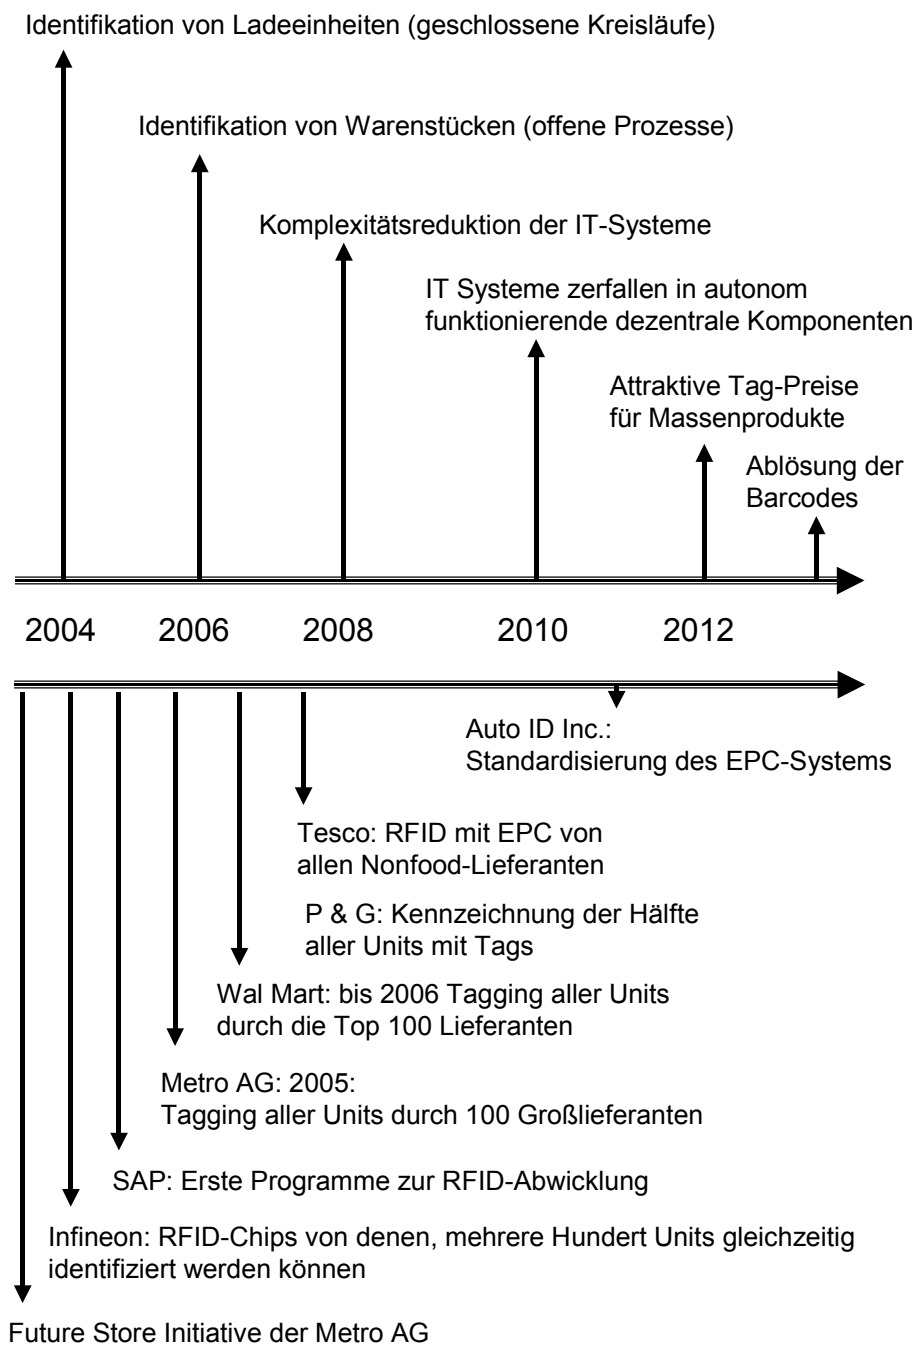 Identifikation von Ladeeinheiten (geschlossene Kreisläufe)
Identifikation von Warenstücken (offene Prozesse)
Komplexitätsreduktion der IT-Systeme
IT Systeme zerfallen in autonom
funktionierende dezentrale Komponenten
Attraktive Tag-Preise
für Massenprodukte
Ablösung der
Barcodes
2004 2006 2008 2010 2012
Auto ID Inc.:
Standardisierung des EPC-Systems
Tesco: RFID mit EPC von
allen Nonfood-Lieferanten
P & G: Kennzeichnung der Hälfte
aller Units mit Tags
Wal Mart: bis 2006 Tagging aller Units
durch die Top 100 Lieferanten
Metro AG: 2005:
Tagging aller Units durch 100 Großlieferanten
SAP: Erste Programme zur RFID-Abwicklung
Infineon: RFID-Chips von denen, mehrere Hundert Units gleichzeitig
identifiziert werden können
Future Store Initiative der Metro AG